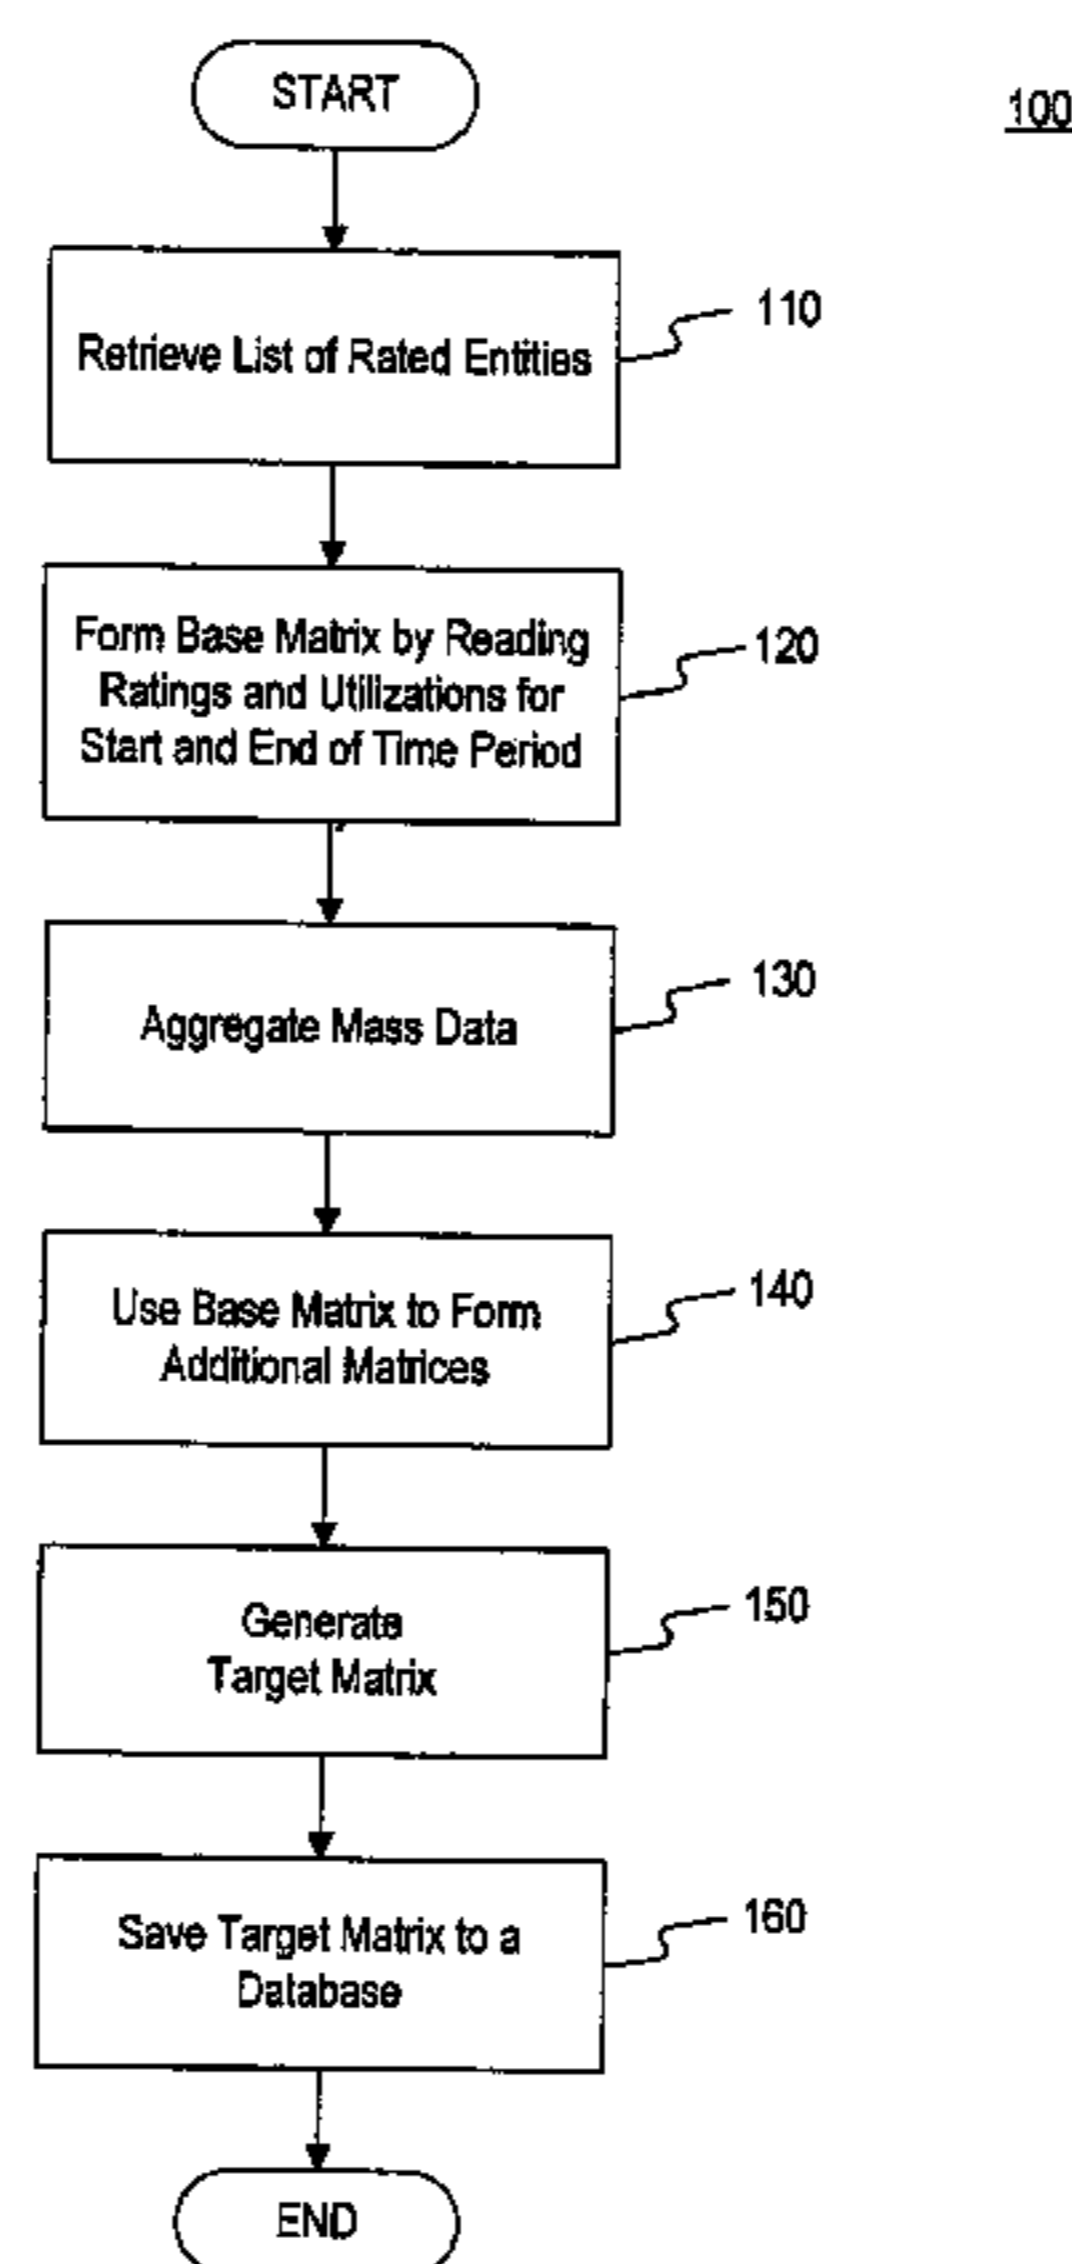 START
100
Retrieve List of Rated Entities
110
Form Base Matrix by Reading
Ratings and Utilizations for
Start and End of Time Period
120
Aggregate Mass Data
130
Use Base Matrix to Form
Additional Matrices
140
Generate
Target Matrix
150
Save Target Matrix to a
Database
160
END